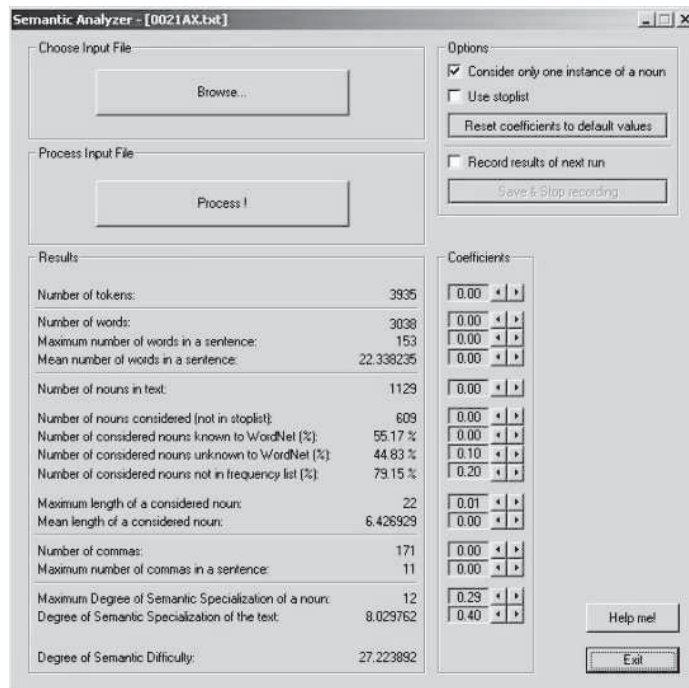 Semantic Analyzer - [0021AX.txt]
Choose Input File
Browse...
Process Input File
Process !
Options
Consider only one instance of a noun
Use stoplist
Reset coefficients to default values
Record results of next run
Save & Stop recording
Results
Coefficients
Number of tokens: 3935 0.00
Number of words: 3038 0.00
Maximum number of words in a sentence: 153 0.00
Mean number of words in a sentence: 22.338235 0.00
Number of nouns in text: 1129 0.00
Number of nouns considered (not in stoplist): 609 0.00
Number of considered nouns known to WordNet (%): 55.17 % 0.00
Number of considered nouns unknown to WordNet (%): 44.83 % 0.10
Number of considered nouns not in frequency list (%): 79.15 % 0.20
Maximum length of a considered noun: 22 0.01
Mean length of a considered noun: 6.426929 0.00
Number of commas: 171 0.00
Maximum number of commas in a sentence: 11 0.00
Maximum Degree of Semantic Specialization of a noun: 12 0.29
Degree of Semantic Specialization of the text: 8.029762 0.40
Degree of Semantic Difficulty: 27.223892
Help me!
Exit